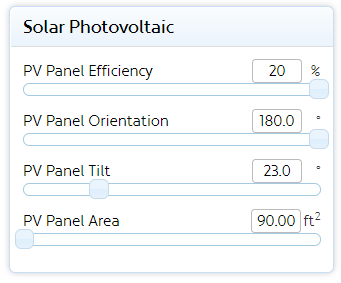 Solar Photovoltaic
PV Panel Efficiency 20 %
PV Panel Orientation 180.0 °
PV Panel Tilt 23.0 °
PV Panel Area 90.00 ft²